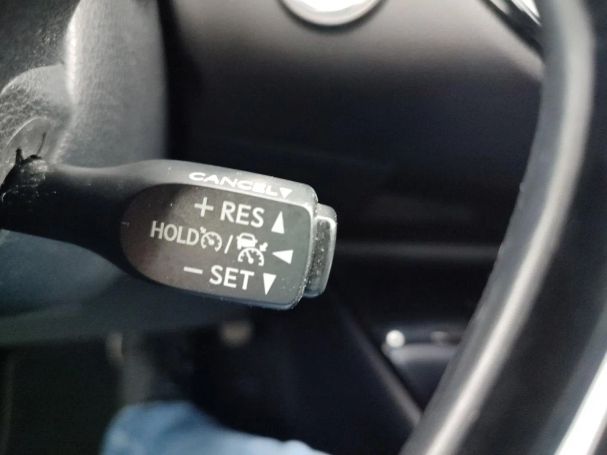 CANCEL▼
+ RES ▲
HOLD / ◀
− SET ▼